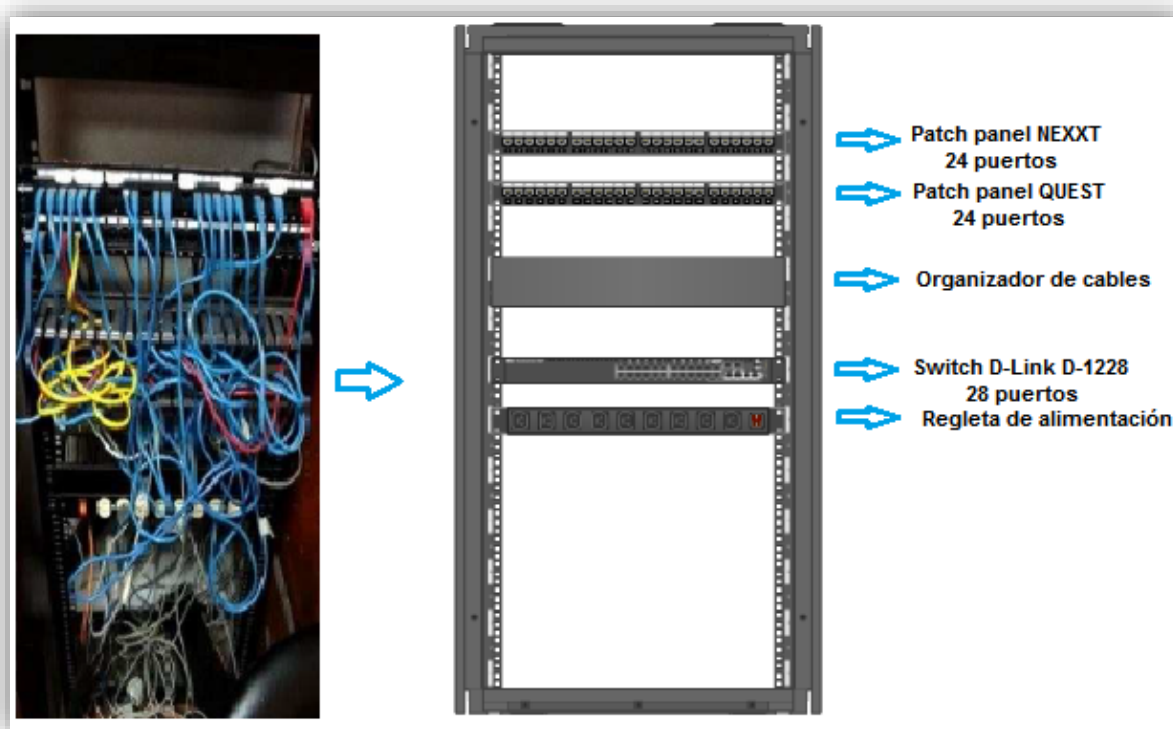 Patch panel NEXXT
24 puertos
Patch panel QUEST
24 puertos
Organizador de cables
Switch D-Link D-1228
28 puertos
Regleta de alimentación